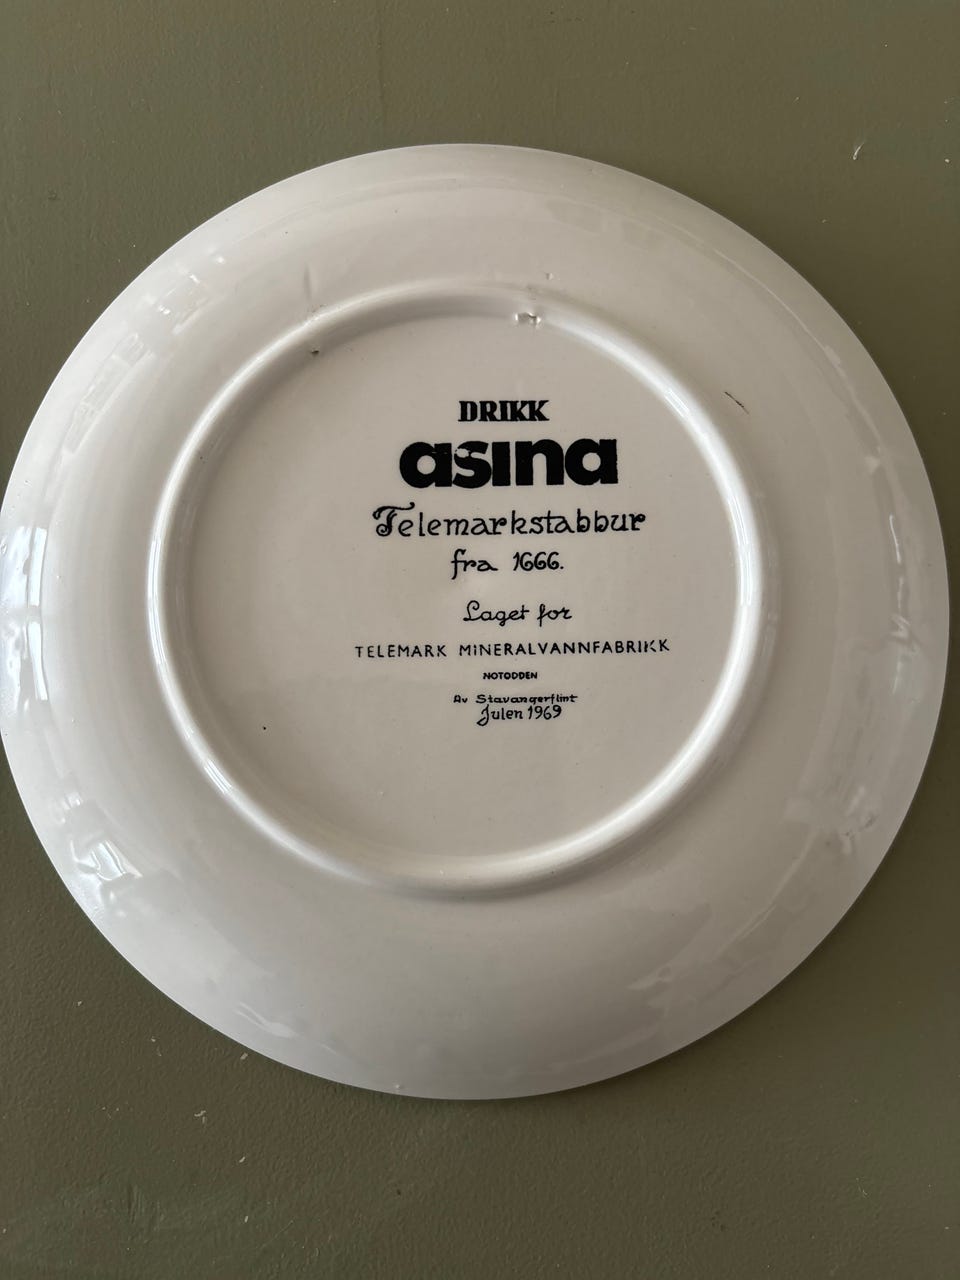 DRIKK
asina
Telemarkstabbur
fra 1666.
Laget for
TELEMARK MINERALVANNFABRIKK
NOTODDEN
Av Stavangerflint
Julen 1969